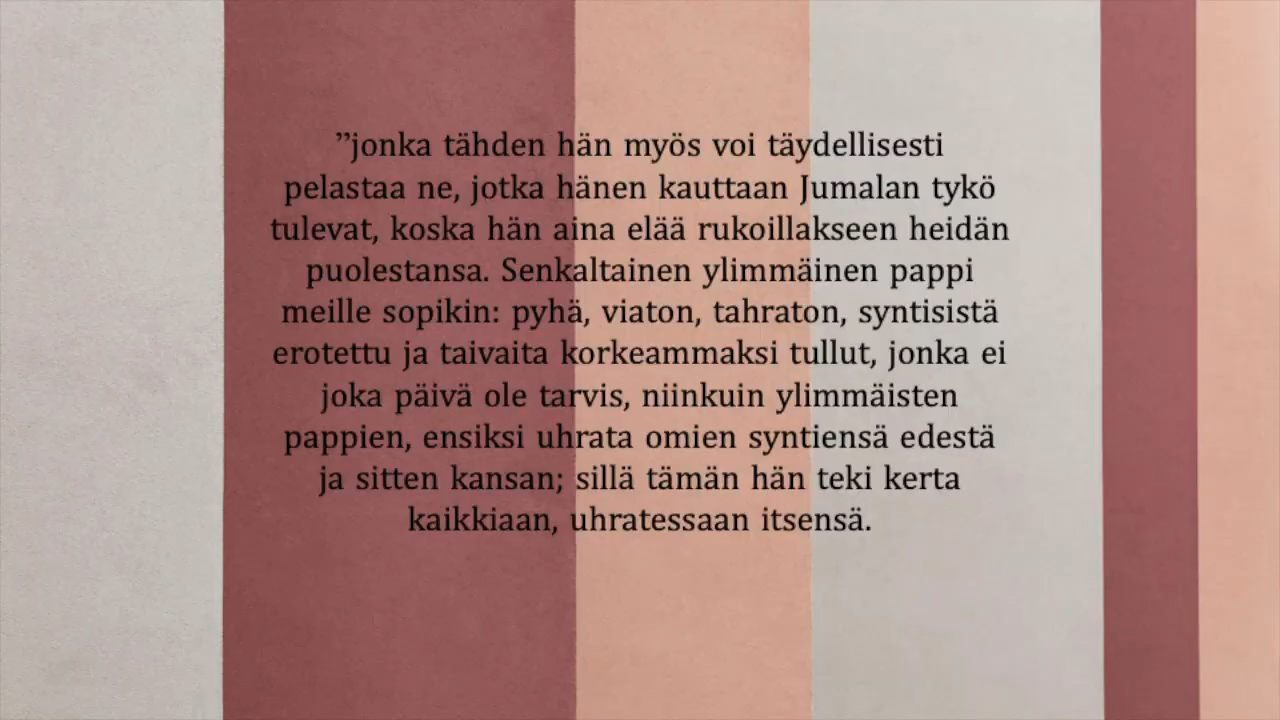 ”jonka tähden hän myös voi täydellisesti
pelastaa ne, jotka hänen kauttaan Jumalan tykö
tulevat, koska hän aina elää rukoillakseen heidän
puolestansa. Senkaltainen ylimmäinen pappi
meille sopikin: pyhä, viaton, tahraton, syntisistä
erotettu ja taivaita korkeammaksi tullut, jonka ei
joka päivä ole tarvis, niinkuin ylimmäisten
pappien, ensiksi uhrata omien syntiensä edestä
ja sitten kansan; sillä tämän hän teki kerta
kaikkiaan, uhratessaan itsensä.